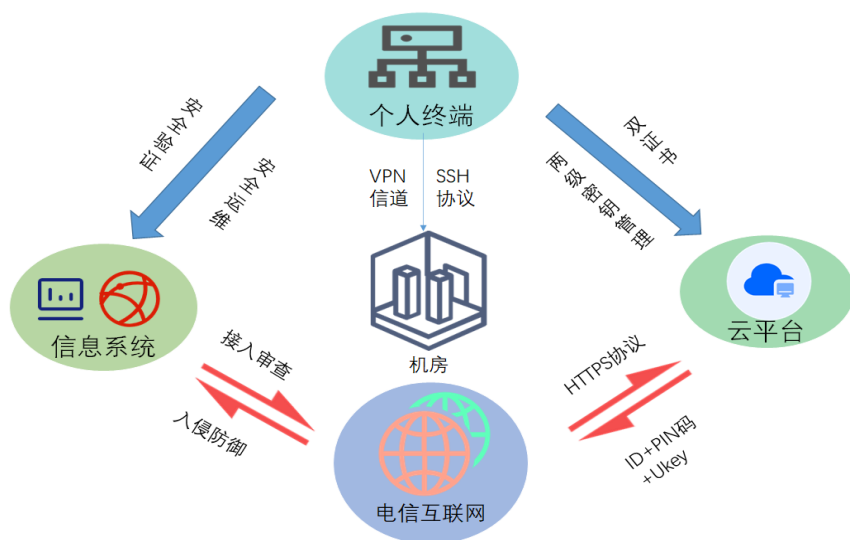 个人终端
安全验证
安全运维
VPN
信道
SSH
协议
双证书
两级密钥管理
信息系统
机房
云平台
接入审查
入侵防御
HTTPS协议
ID+PIN码
+Ukey
电信互联网